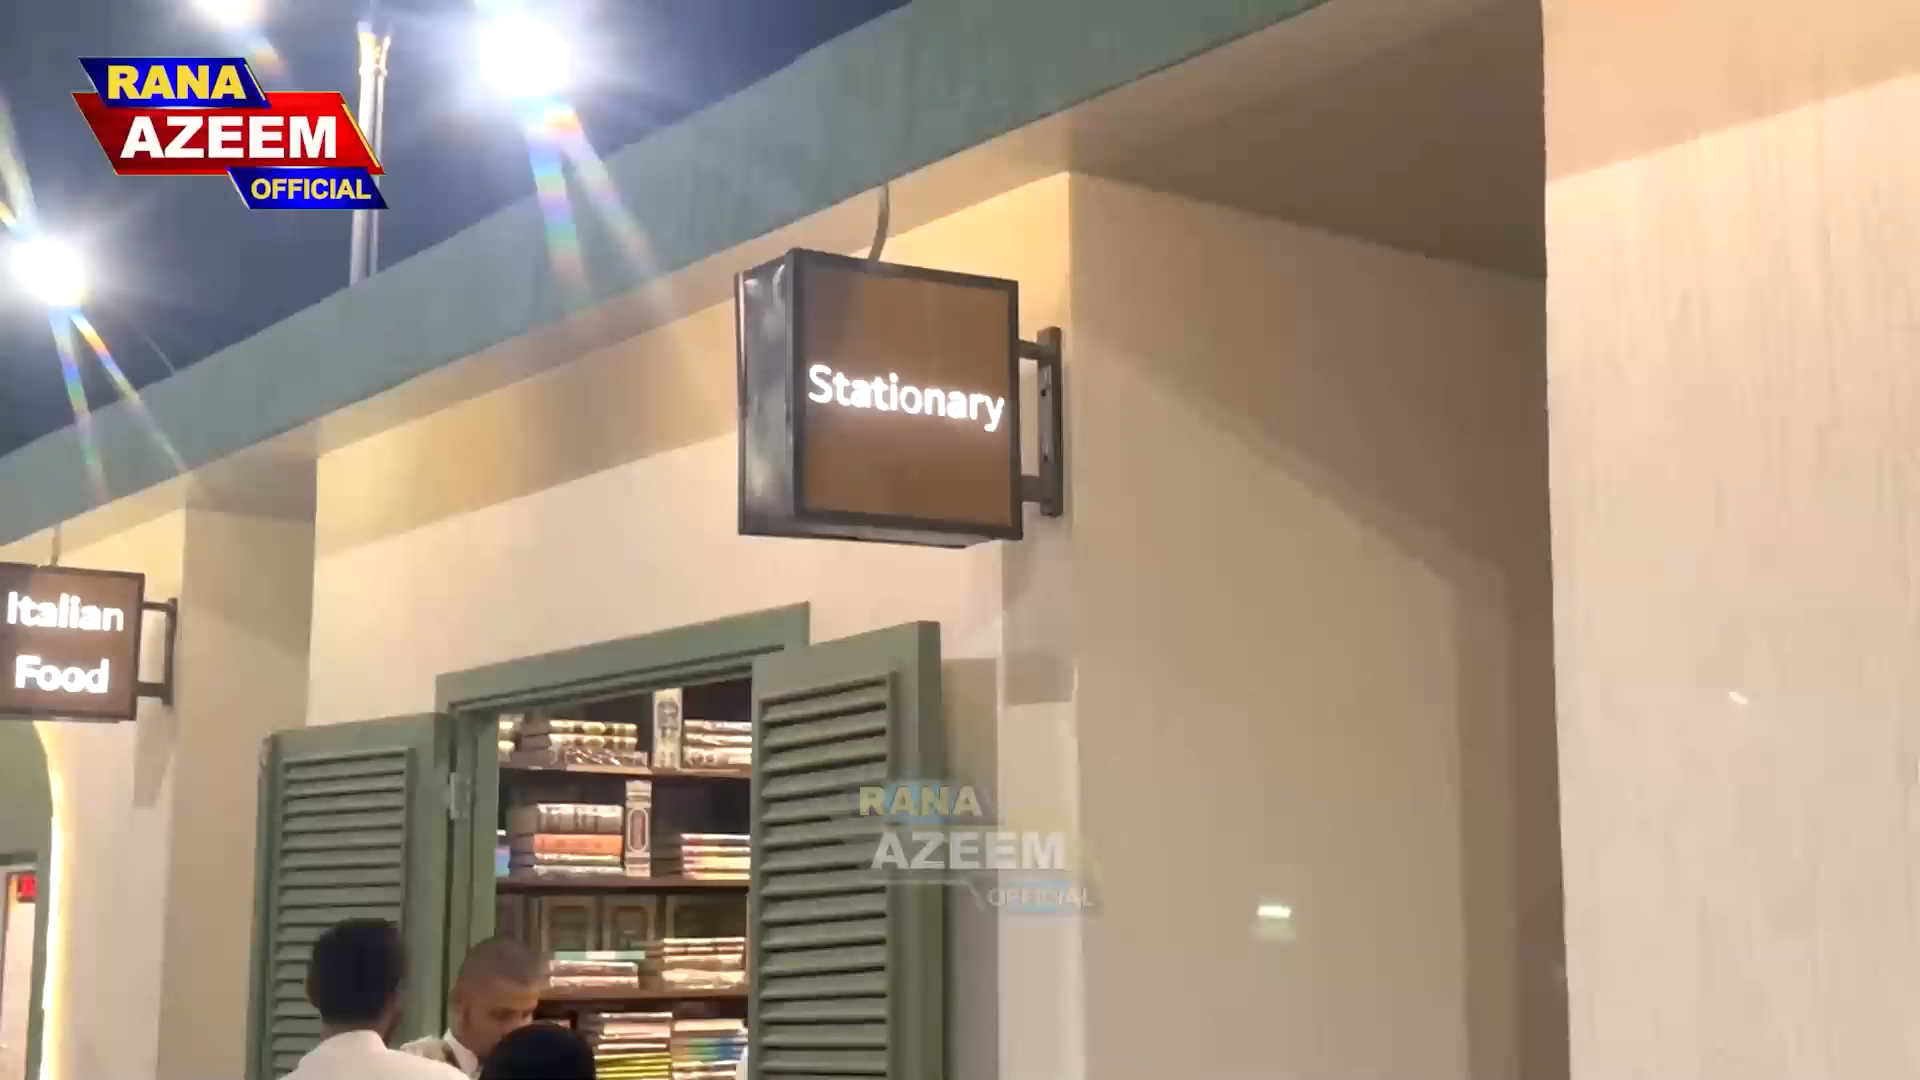 RANA
AZEEM
OFFICIAL
Stationary
Italian
Food
RANA
AZEEM
OFFICIAL